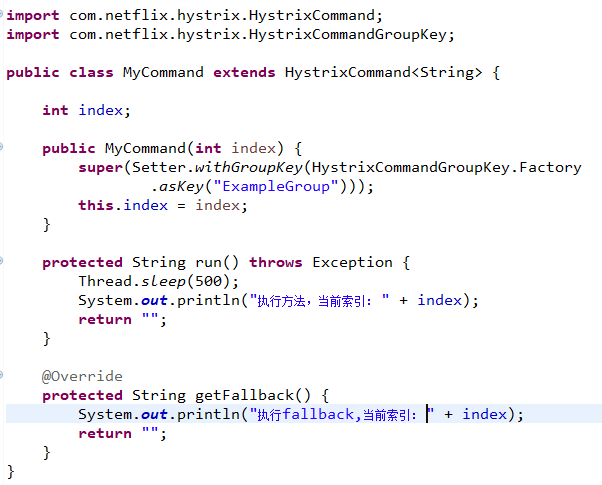 import com.netflix.hystrix.HystrixCommand;
import com.netflix.hystrix.HystrixCommandGroupKey;
public class MyCommand extends HystrixCommand<String> {
int index;
public MyCommand(int index) {
super(Setter.withGroupKey(HystrixCommandGroupKey.Factory
.asKey("ExampleGroup")));
this.index = index;
}
protected String run() throws Exception {
Thread.sleep(500);
System.out.println("执行方法，当前索引：" + index);
return "";
}
@Override
protected String getFallback() {
System.out.println("执行fallback,当前索引：" + index);
return "";
}
}